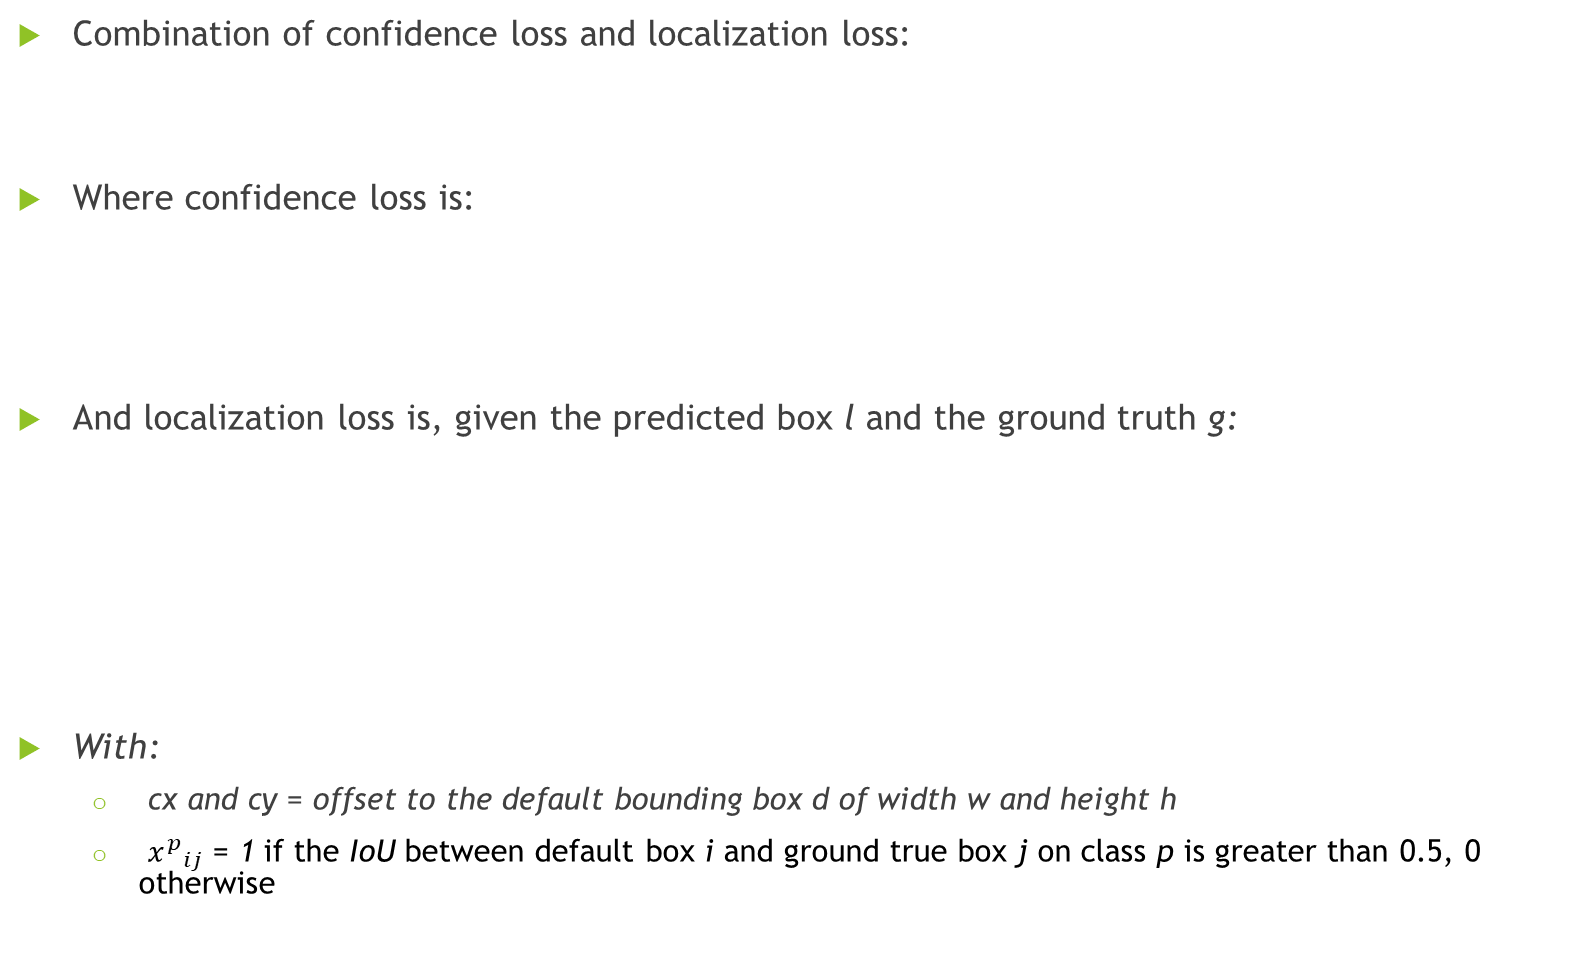 Combination of confidence loss and localization loss:
Where confidence loss is:
And localization loss is, given the predicted box l and the ground truth g:
With:
cx and cy = offset to the default bounding box d of width w and height h
x^p_ij = 1 if the IoU between default box i and ground true box j on class p is greater than 0.5, 0
otherwise